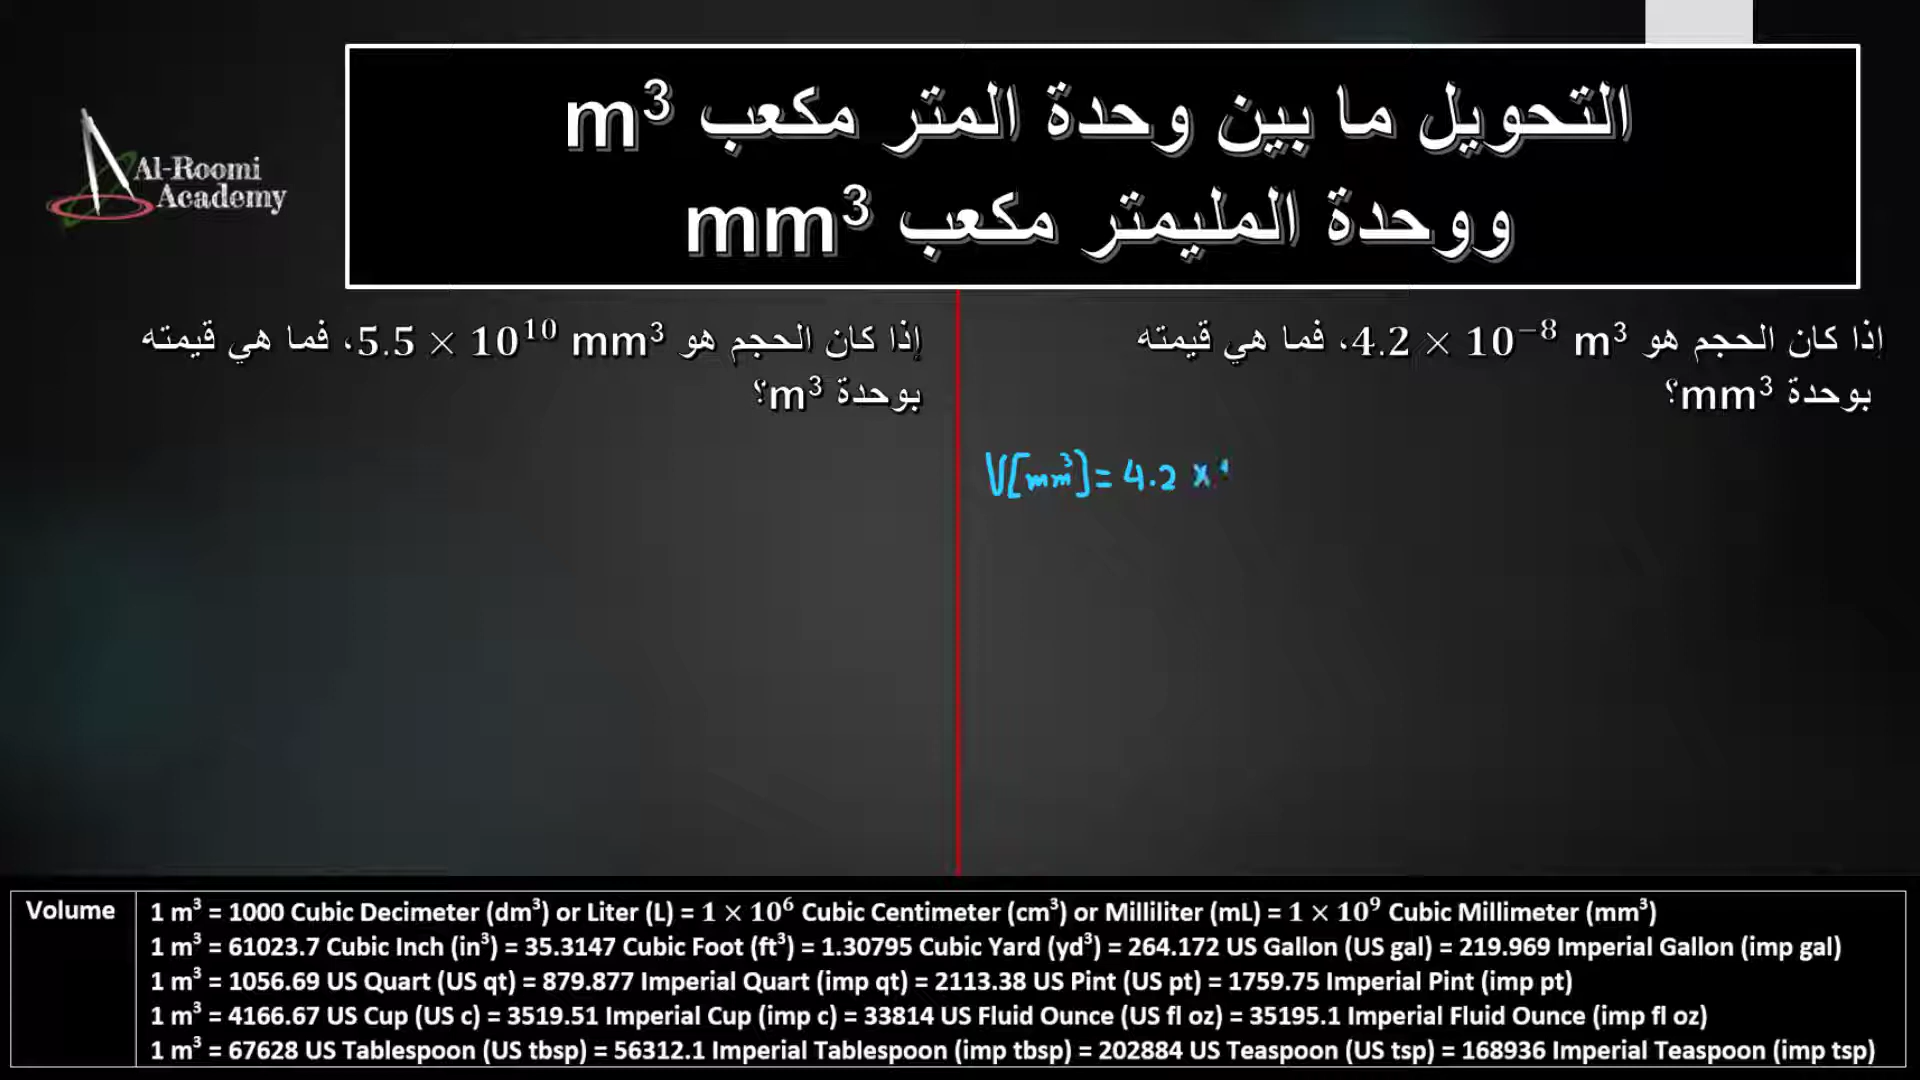 التحويل ما بين وحدة المتر مكعب m³
ووحدة المليمتر مكعب mm³
Al-Roomi
Academy
إذا كان الحجم هو 4.2 × 10⁻⁸ m³، فما هي قيمته
بوحدة mm³؟
V[mm³] = 4.2 ×
إذا كان الحجم هو 5.5 × 10¹⁰ mm³، فما هي قيمته
بوحدة m³؟
Volume
1 m³ = 1000 Cubic Decimeter (dm³) or Liter (L) = 1 × 10⁶ Cubic Centimeter (cm³) or Milliliter (mL) = 1 × 10⁹ Cubic Millimeter (mm³)
1 m³ = 61023.7 Cubic Inch (in³) = 35.3147 Cubic Foot (ft³) = 1.30795 Cubic Yard (yd³) = 264.172 US Gallon (US gal) = 219.969 Imperial Gallon (imp gal)
1 m³ = 1056.69 US Quart (US qt) = 879.877 Imperial Quart (imp qt) = 2113.38 US Pint (US pt) = 1759.75 Imperial Pint (imp pt)
1 m³ = 4166.67 US Cup (US c) = 3519.51 Imperial Cup (imp c) = 33814 US Fluid Ounce (US fl oz) = 35195.1 Imperial Fluid Ounce (imp fl oz)
1 m³ = 67628 US Tablespoon (US tbsp) = 56312.1 Imperial Tablespoon (imp tbsp) = 202884 US Teaspoon (US tsp) = 168936 Imperial Teaspoon (imp tsp)